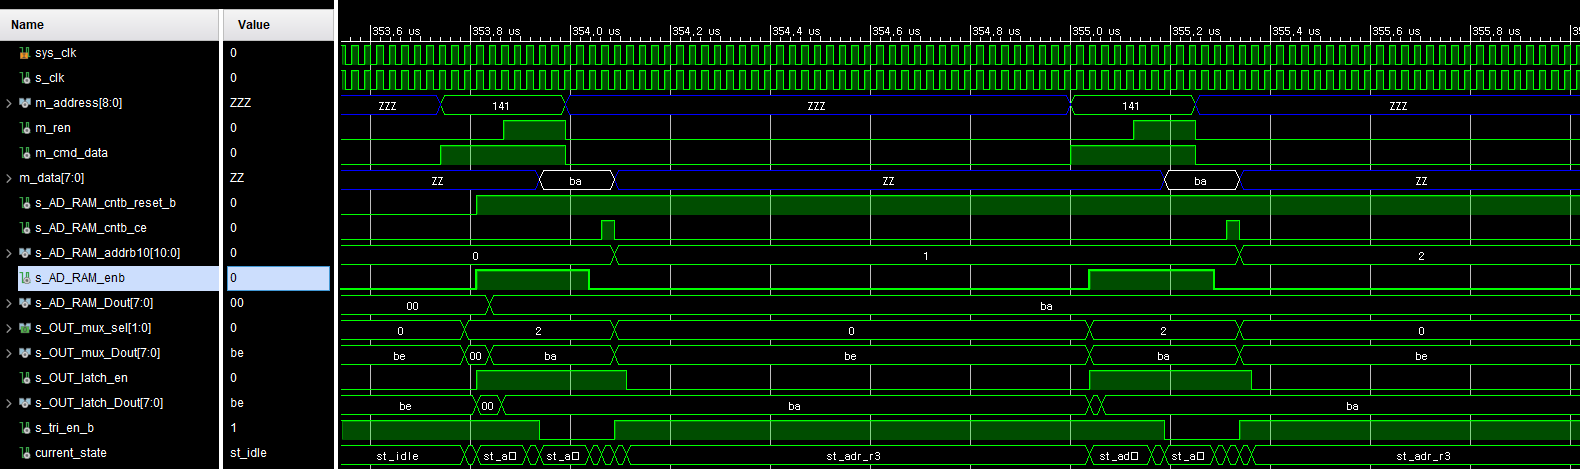 Name Value
353.6 us 353.8 us 354.0 us 354.2 us 354.4 us 354.6 us 354.8 us 355.0 us 355.2 us 355.4 us 355.6 us 355.8 us
sys_clk 0
s_clk 0
m_address[8:0] ZZZ ZZZ 141 ZZZ 141 ZZZ
m_ren 0
m_cmd_data 0
m_data[7:0] ZZ ZZ ba ZZ ba ZZ
s_AD_RAM_cntb_reset_b 0
s_AD_RAM_cntb_ce 0
s_AD_RAM_addrb10[10:0] 0 0 1 2
s_AD_RAM_enb 0
s_AD_RAM_Dout[7:0] 00 00 ba
s_OUT_mux_sel[1:0] 0 0 2 0 2 0
s_OUT_mux_Dout[7:0] be be 00 ba be ba be
s_OUT_latch_en 0
s_OUT_latch_Dout[7:0] be be 00 ba ba
s_tri_en_b 1
current_state st_idle st_idle st_a□ st_a□ st_adr_r3 st_ad□ st_a□ st_adr_r3